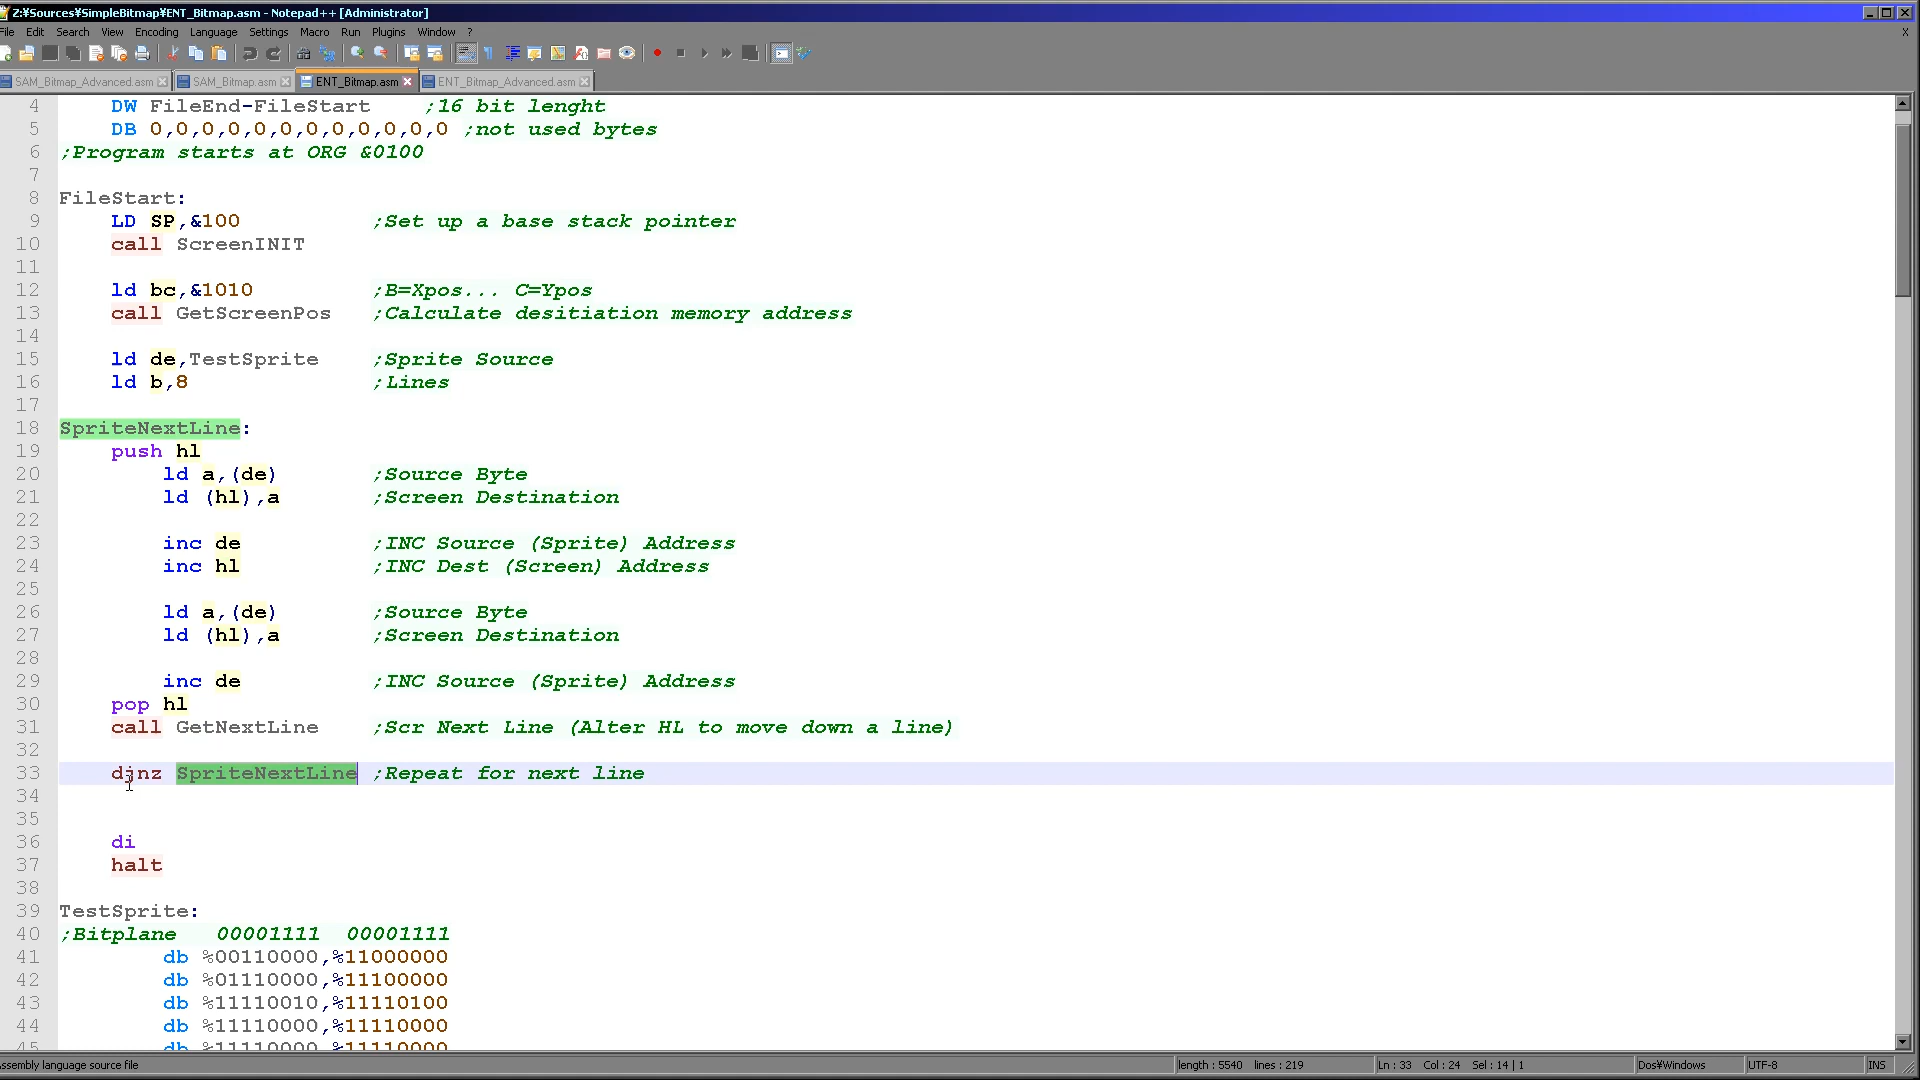 Z:¥Sources¥SimpleBitmap¥ENT_Bitmap.asm - Notepad++ [Administrator]
File Edit Search View Encoding Language Settings Macro Run Plugins Window ? X
SAM_Bitmap_Advanced.asm SAM_Bitmap.asm ENT_Bitmap.asm ENT_Bitmap_Advanced.asm
4 DW FileEnd-FileStart ;16 bit lenght
5 DB 0,0,0,0,0,0,0,0,0,0,0,0 ;not used bytes
6 ;Program starts at ORG &0100
7
8 FileStart:
9 LD SP,&100 ;Set up a base stack pointer
10 call ScreenINIT
11
12 ld bc,&1010 ;B=Xpos... C=Ypos
13 call GetScreenPos ;Calculate desitiation memory address
14
15 ld de,TestSprite ;Sprite Source
16 ld b,8 ;Lines
17
18 SpriteNextLine:
19 push hl
20 ld a,(de) ;Source Byte
21 ld (hl),a ;Screen Destination
22
23 inc de ;INC Source (Sprite) Address
24 inc hl ;INC Dest (Screen) Address
25
26 ld a,(de) ;Source Byte
27 ld (hl),a ;Screen Destination
28
29 inc de ;INC Source (Sprite) Address
30 pop hl
31 call GetNextLine ;Scr Next Line (Alter HL to move down a line)
32
33 djnz SpriteNextLine ;Repeat for next line
34
35
36 di
37 halt
38
39 TestSprite:
40 ;Bitplane 00001111 00001111
41 db %00110000,%11000000
42 db %01110000,%11100000
43 db %11110010,%11110100
44 db %11110000,%11110000
45 db %11110000,%11110000
Assembly language source file length : 5540 lines : 219 Ln : 33 Col : 24 Sel : 14 | 1 Dos¥Windows UTF-8 INS